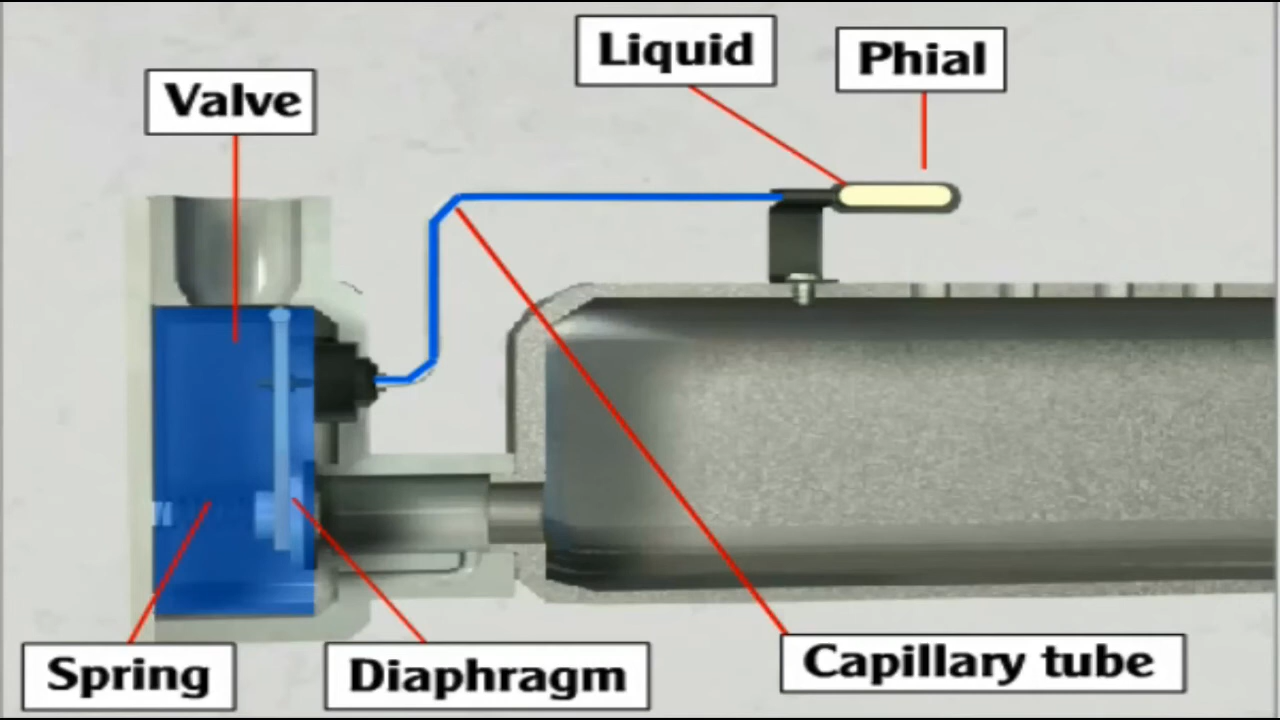 Liquid
Phial
Valve
Spring
Diaphragm
Capillary tube